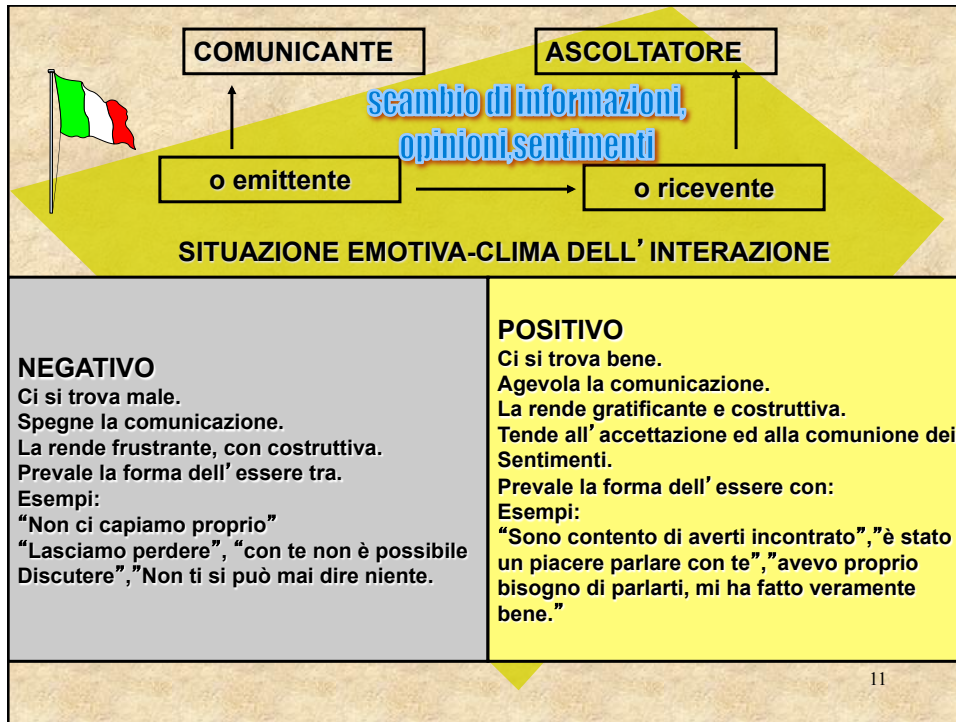 COMUNICANTE
ASCOLTATORE
scambio di informazioni,
opinioni,sentimenti
o emittente
o ricevente
SITUAZIONE EMOTIVA-CLIMA DELL’ INTERAZIONE
NEGATIVO
Ci si trova male.
Spegne la comunicazione.
La rende frustrante, con costruttiva.
Prevale la forma dell’ essere tra.
Esempi:
“Non ci capiamo proprio”
“Lasciamo perdere”, “con te non è possibile
Discutere”,”Non ti si può mai dire niente.
POSITIVO
Ci si trova bene.
Agevola la comunicazione.
La rende gratificante e costruttiva.
Tende all’ accettazione ed alla comunione dei
Sentimenti.
Prevale la forma dell’ essere con:
Esempi:
“Sono contento di averti incontrato”,”è stato
un piacere parlare con te”,”avevo proprio
bisogno di parlarti, mi ha fatto veramente
bene.”
11